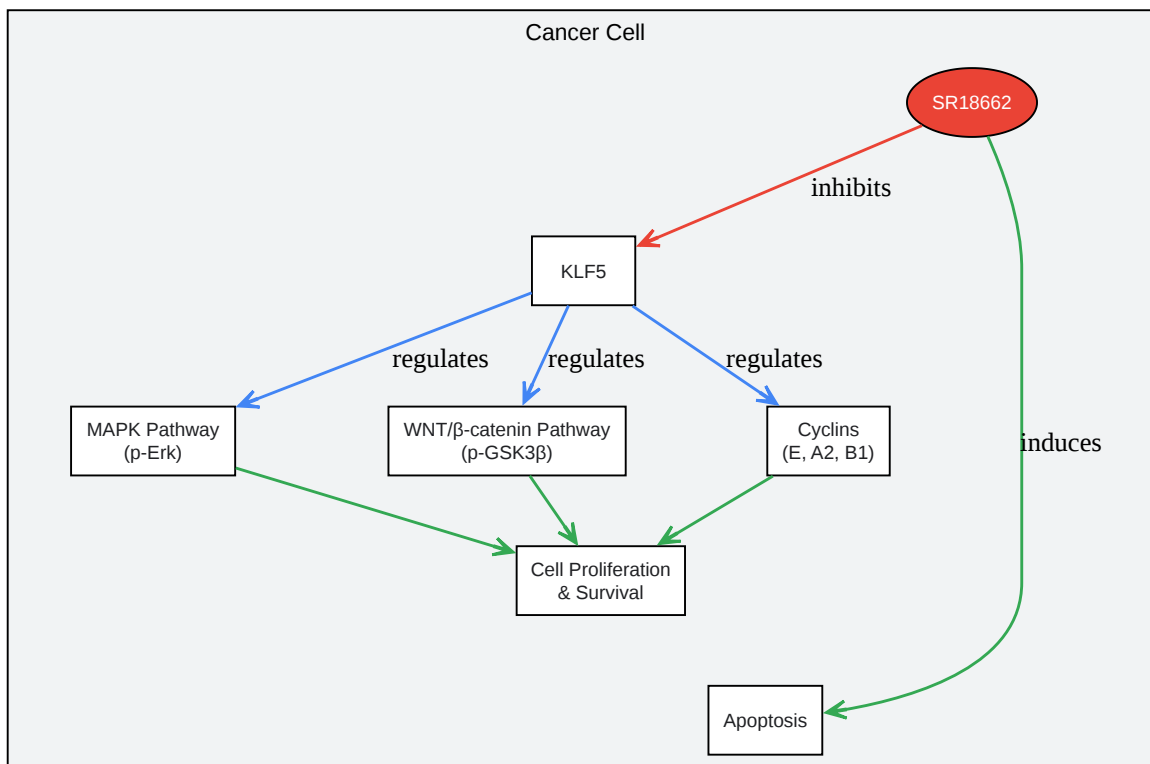 Cancer Cell
SR18662
inhibits
KLF5
regulates
regulates
regulates
MAPK Pathway
(p-Erk)
WNT/β-catenin Pathway
(p-GSK3β)
Cyclins
(E, A2, B1)
induces
Cell Proliferation
& Survival
Apoptosis